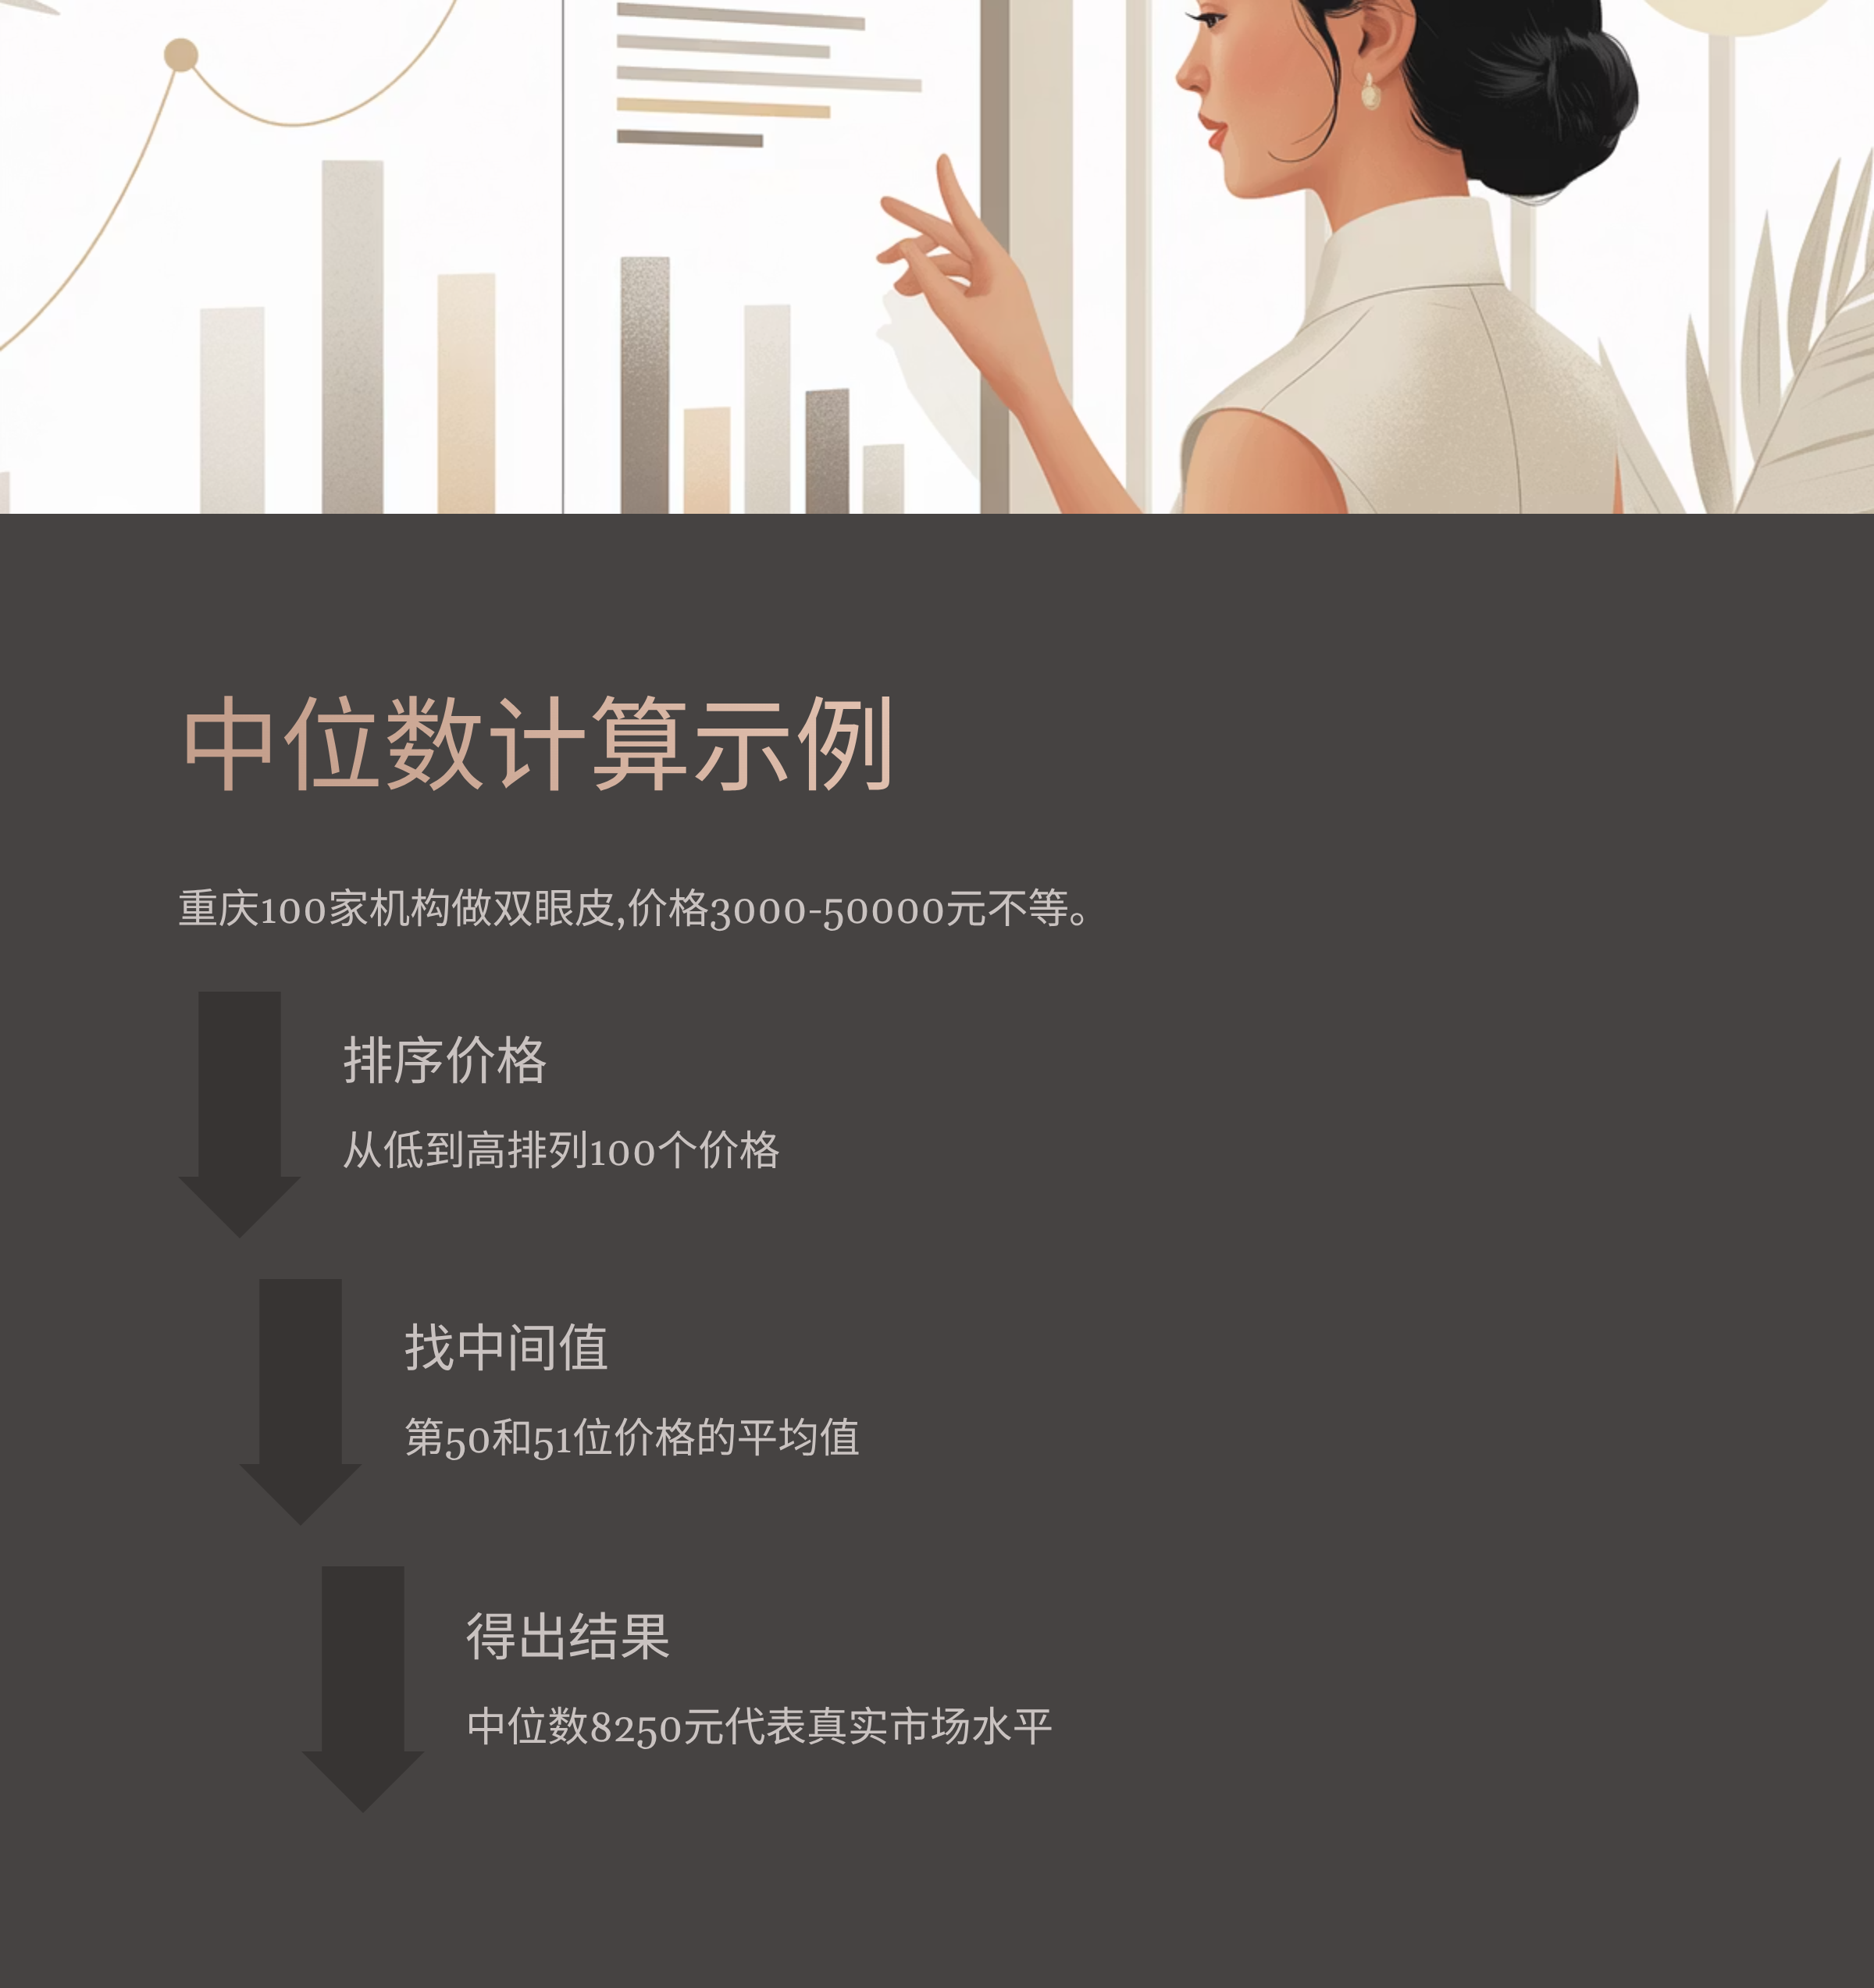 中位数计算示例
重庆100家机构做双眼皮,价格3000-50000元不等。
排序价格
从低到高排列100个价格
找中间值
第50和51位价格的平均值
得出结果
中位数8250元代表真实市场水平